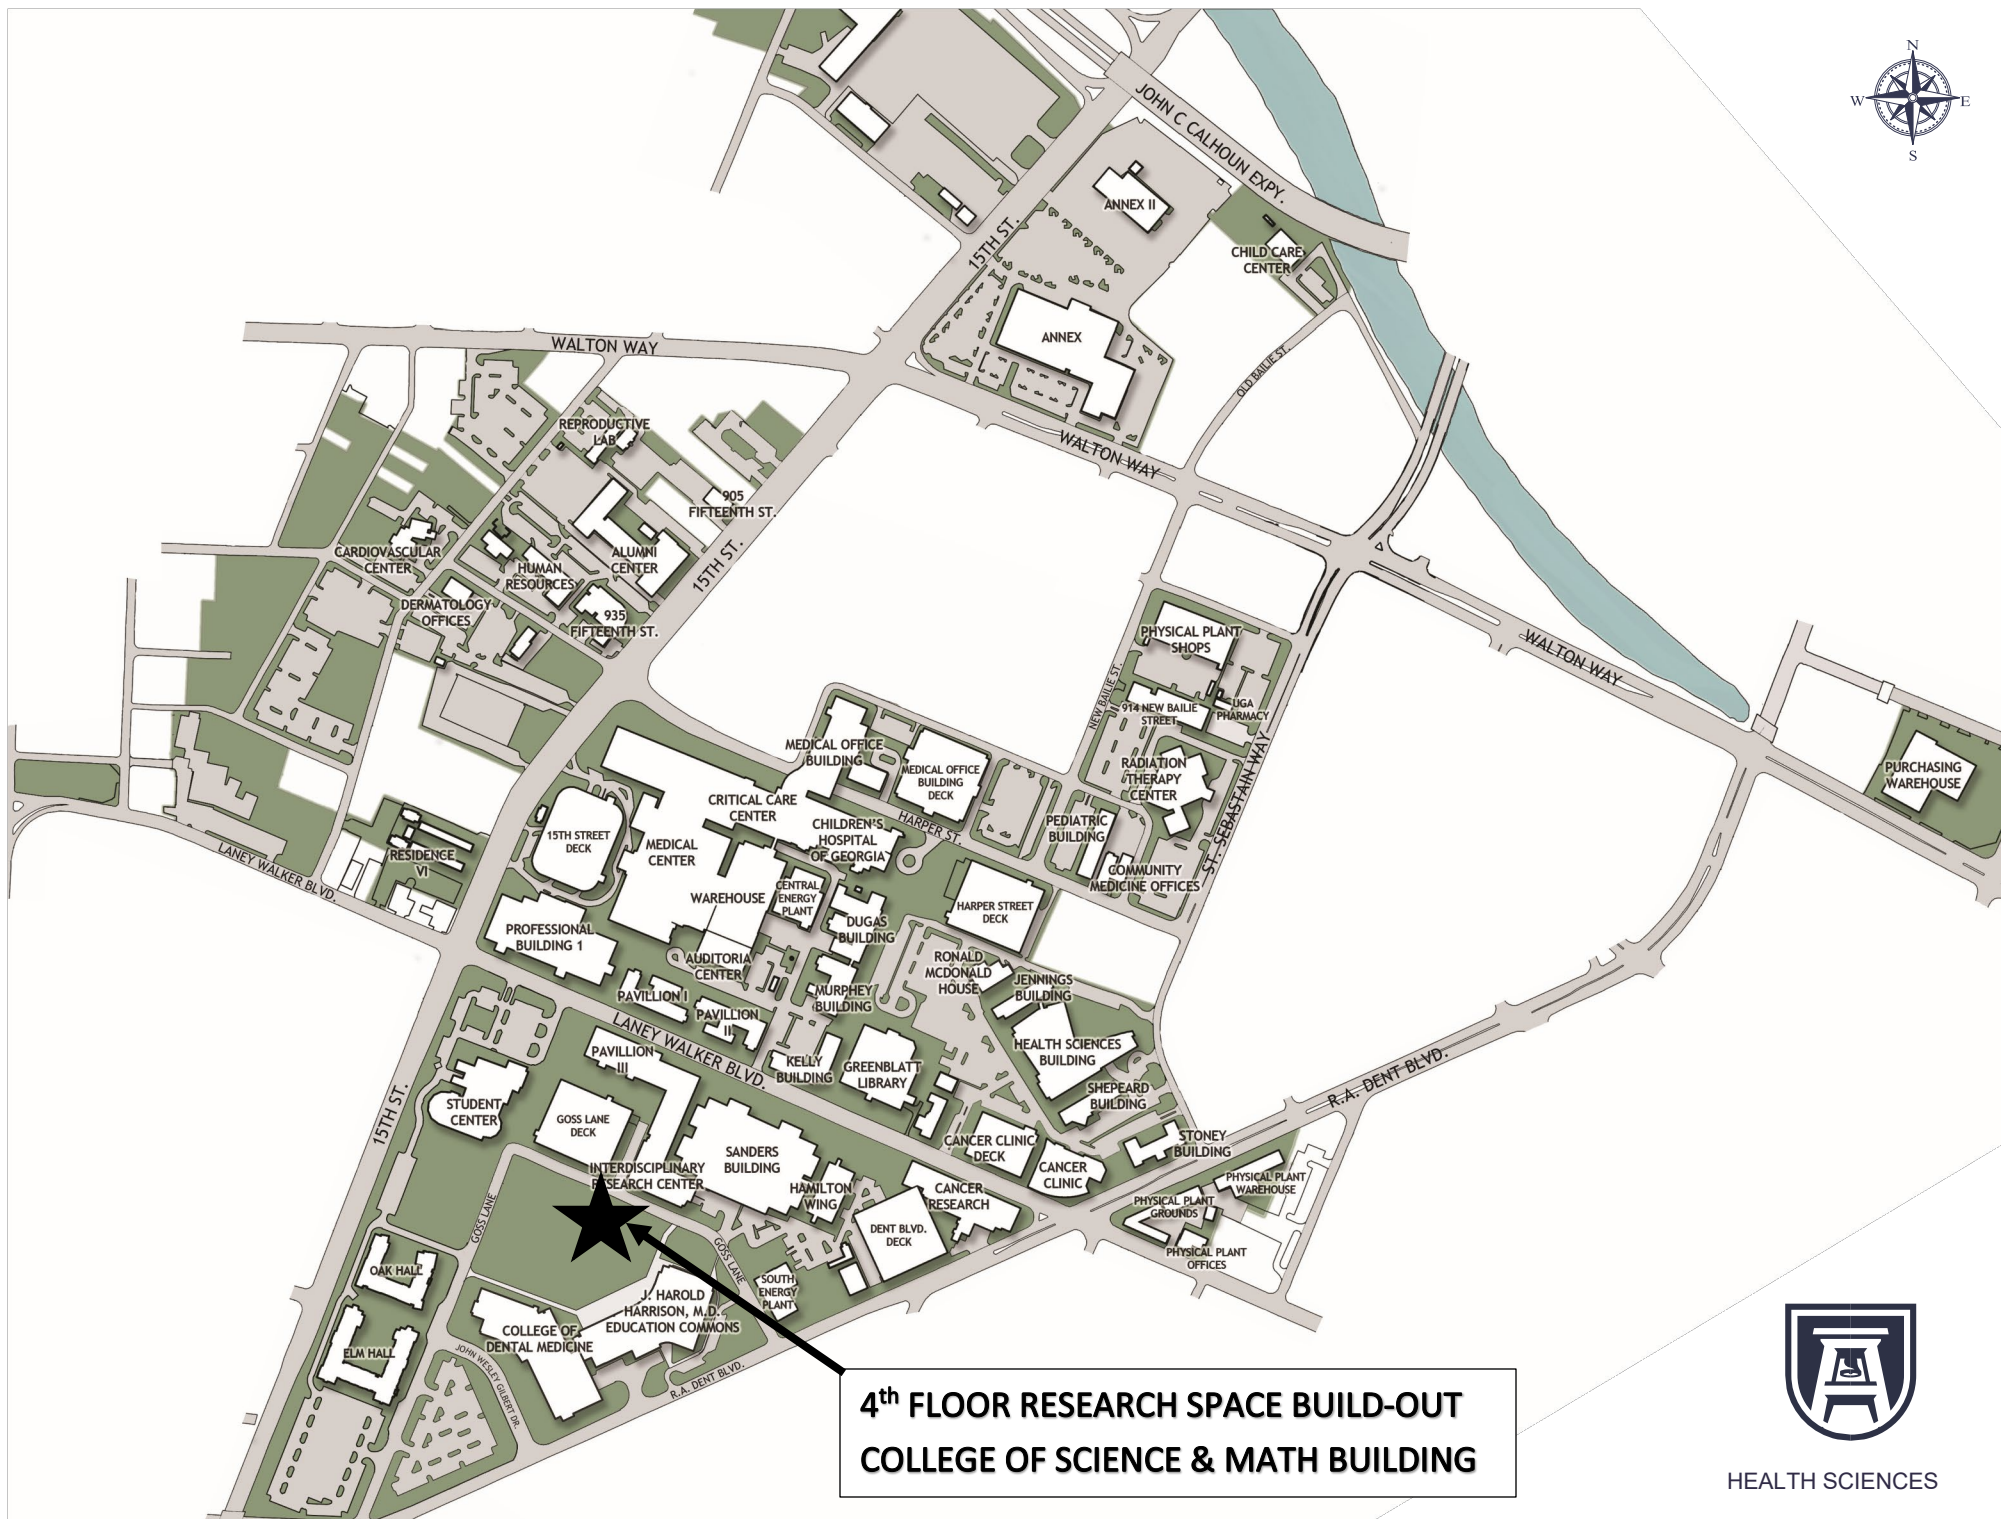 N
W
E
S
JOHN C CALHOUN EXPY.
ANNEX II
15TH ST.
CHILD CARE
CENTER
ANNEX
WALTON WAY
OLD BAILIE ST.
REPRODUCTIVE
LAB
WALTON WAY
905
FIFTEENTH ST.
CARDIOVASCULAR
CENTER
ALUMNI
CENTER
HUMAN
RESOURCES
15TH ST.
DERMATOLOGY
OFFICES
935
FIFTEENTH ST.
PHYSICAL PLANT
SHOPS
WALTON WAY
NEW BAILIE ST.
914 NEW BAILIE
STREET
UGA
PHARMACY
MEDICAL OFFICE
BUILDING
MEDICAL OFFICE
BUILDING
DECK
RADIATION
THERAPY
CENTER
ST. SEBASTAIN WAY
PURCHASING
WAREHOUSE
CRITICAL CARE
CENTER
HARPER ST.
PEDIATRIC
BUILDING
15TH STREET
DECK
MEDICAL
CENTER
CHILDREN'S
HOSPITAL
OF GEORGIA
RESIDENCE
VI
LANEY WALKER BLVD.
COMMUNITY
MEDICINE OFFICES
WAREHOUSE
CENTRAL
ENERGY
PLANT
HARPER STREET
DECK
DUGAS
BUILDING
PROFESSIONAL
BUILDING 1
AUDITORIA
CENTER
RONALD
MCDONALD
HOUSE
JENNINGS
BUILDING
PAVILLION I
MURPHEY
BUILDING
PAVILLION
II
LANEY WALKER BLVD.
HEALTH SCIENCES
BUILDING
PAVILLION
III
KELLY
BUILDING
GREENBLATT
LIBRARY
R.A. DENT BLVD.
SHEPEARD
BUILDING
STUDENT
CENTER
15TH ST.
GOSS LANE
DECK
STONEY
BUILDING
CANCER CLINIC
DECK
SANDERS
BUILDING
CANCER
CLINIC
INTERDISCIPLINARY
RESEARCH CENTER
HAMILTON
WING
CANCER
RESEARCH
PHYSICAL PLANT
WAREHOUSE
PHYSICAL PLANT
GROUNDS
GOSS LANE
DENT BLVD.
DECK
GOSS LANE
PHYSICAL PLANT
OFFICES
OAK HALL
SOUTH
ENERGY
PLANT
J. HAROLD
HARRISON, M.D.
EDUCATION COMMONS
COLLEGE OF
DENTAL MEDICINE
ELM HALL
JOHN WESLEY GILBERT DR.
R.A. DENT BLVD.
4th FLOOR RESEARCH SPACE BUILD-OUT
COLLEGE OF SCIENCE & MATH BUILDING
HEALTH SCIENCES